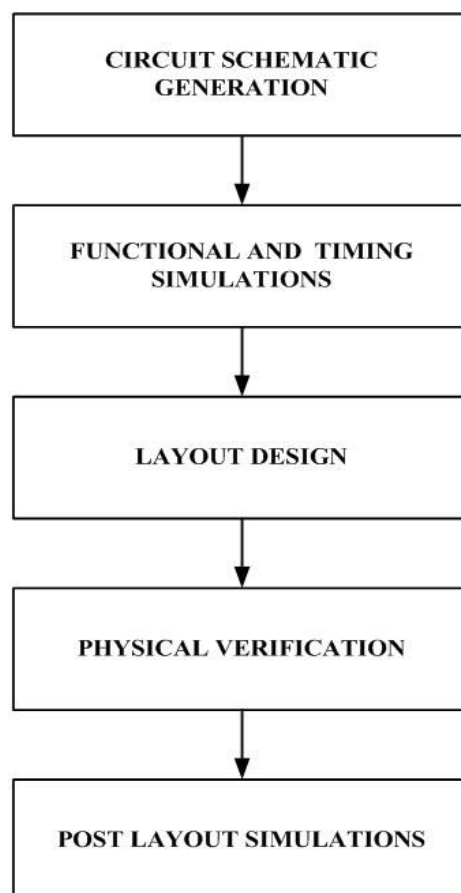 CIRCUIT SCHEMATIC
GENERATION
FUNCTIONAL AND TIMING
SIMULATIONS
LAYOUT DESIGN
PHYSICAL VERIFICATION
POST LAYOUT SIMULATIONS